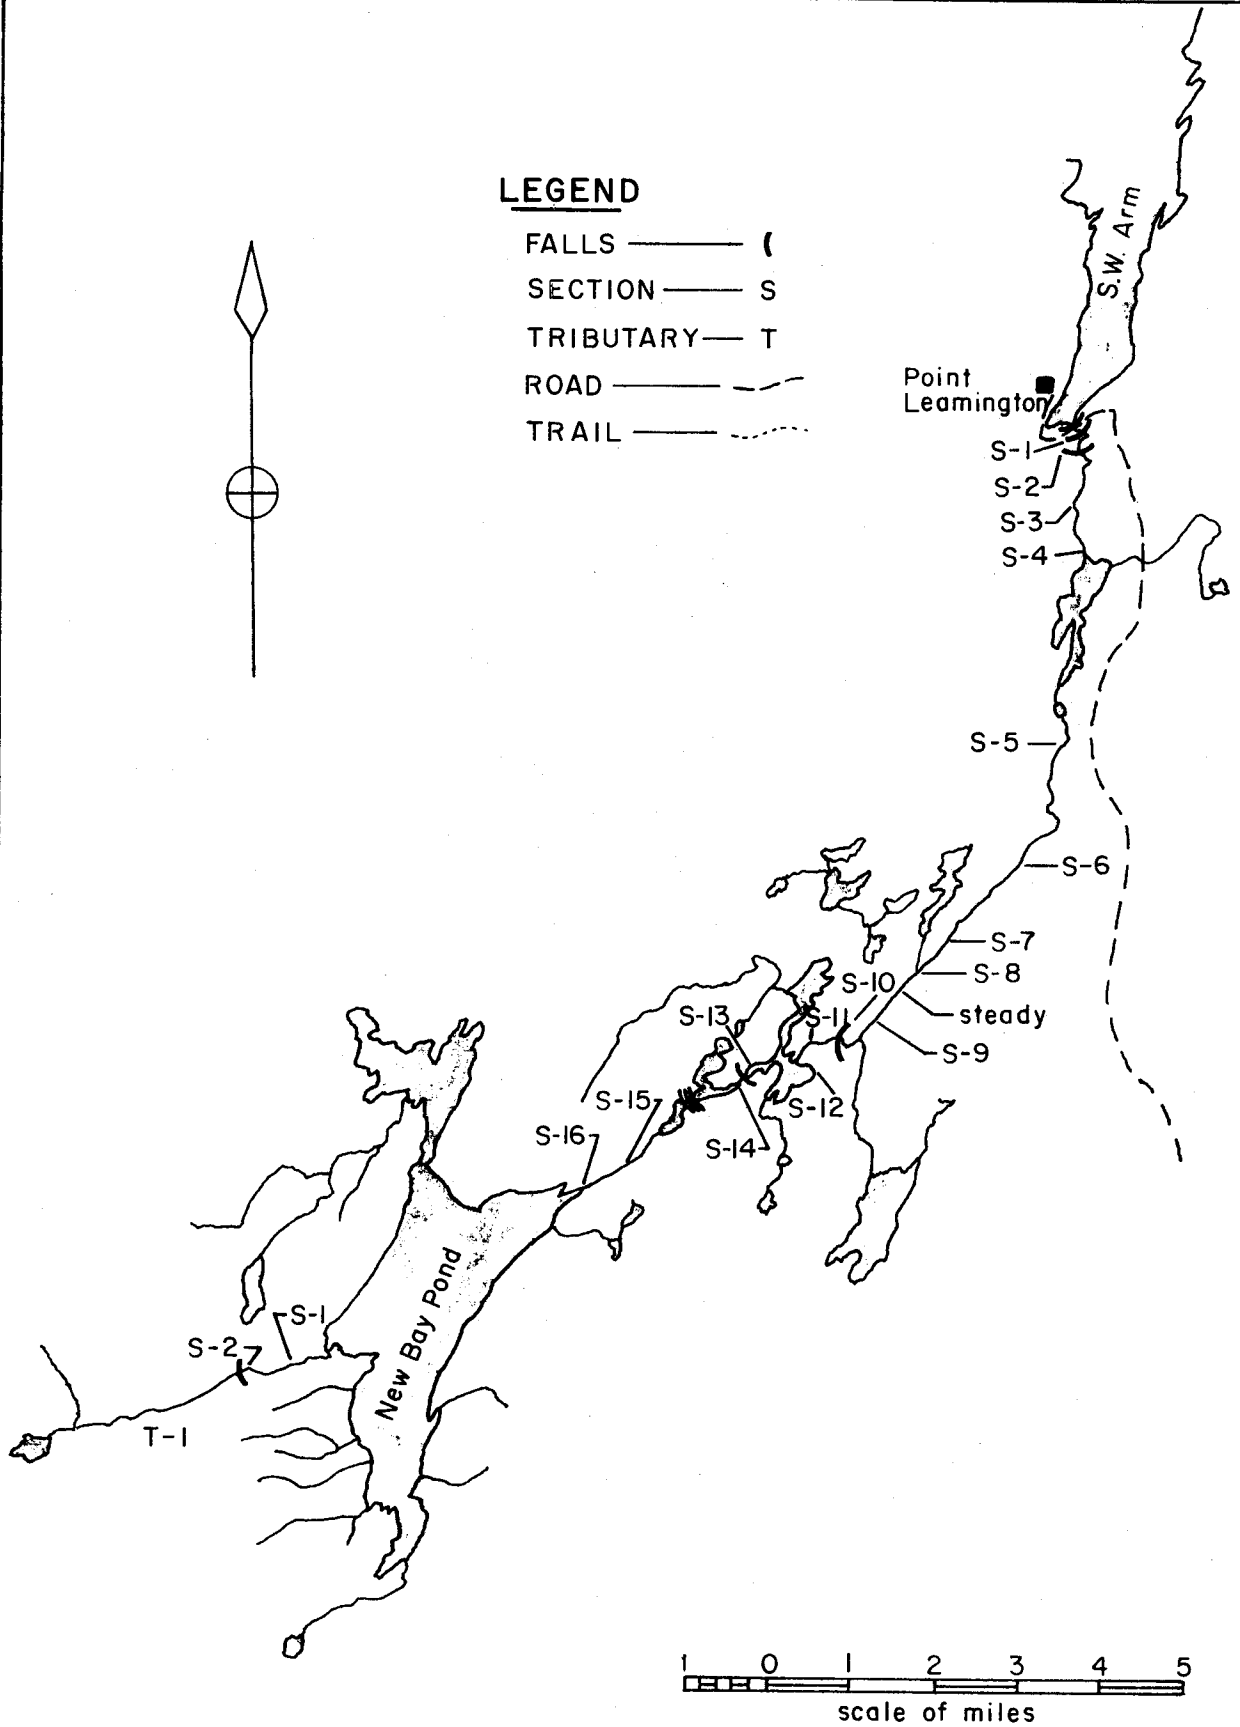 LEGEND
FALLS (
SECTION S
TRIBUTARY T
ROAD
TRAIL
S.W. Arm
Point
Leamington
S-1
S-2
S-3
S-4
S-5
S-6
S-7
S-8
S-10
steady
S-13
S-11
S-9
S-15
S-12
S-16
S-14
New Bay Pond
S-1
S-2
T-1
1 0 1 2 3 4 5
scale of miles